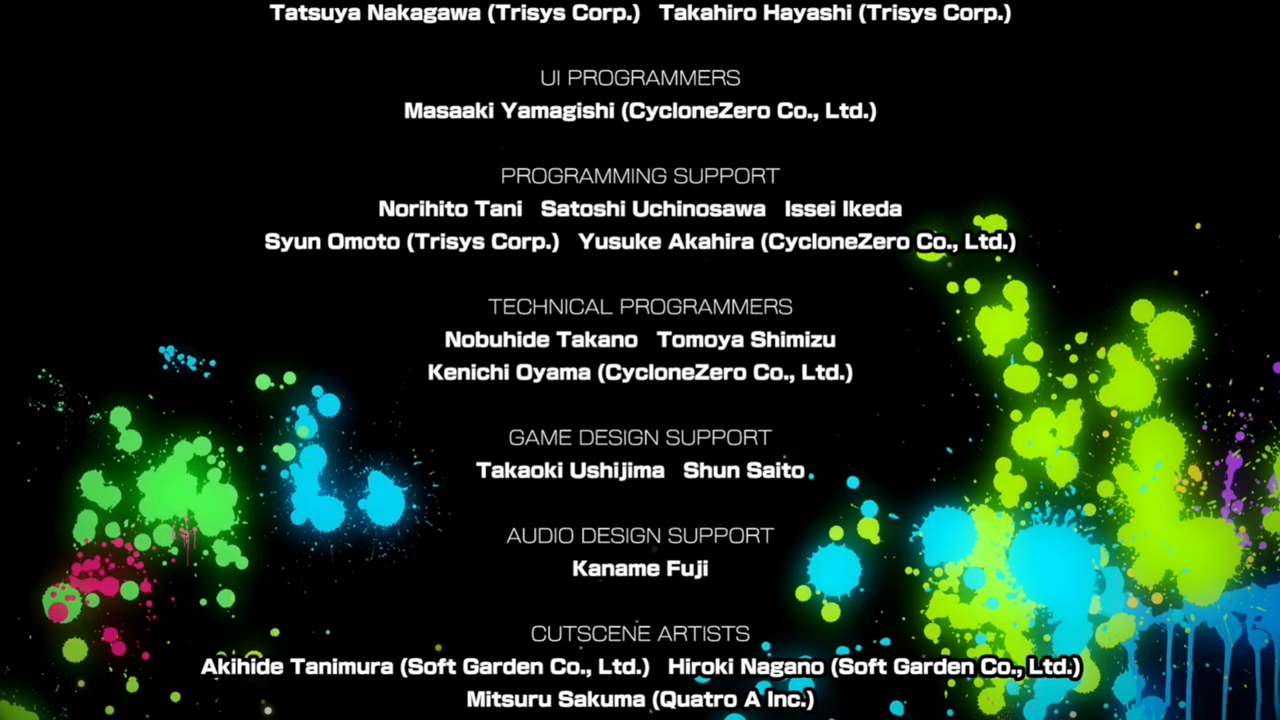 Tatsuya Nakagawa (Trisys Corp.) Takahiro Hayashi (Trisys Corp.)
UI PROGRAMMERS
Masaaki Yamagishi (CycloneZero Co., Ltd.)
PROGRAMMING SUPPORT
Norihito Tani Satoshi Uchinosawa Issei Ikeda
Syun Omoto (Trisys Corp.) Yusuke Akahira (CycloneZero Co., Ltd.)
TECHNICAL PROGRAMMERS
Nobuhide Takano Tomoya Shimizu
Kenichi Oyama (CycloneZero Co., Ltd.)
GAME DESIGN SUPPORT
Takaoki Ushijima Shun Saito
AUDIO DESIGN SUPPORT
Kaname Fuji
CUTSCENE ARTISTS
Akihide Tanimura (Soft Garden Co., Ltd.) Hiroki Nagano (Soft Garden Co., Ltd.)
Mitsuru Sakuma (Quatro A Inc.)